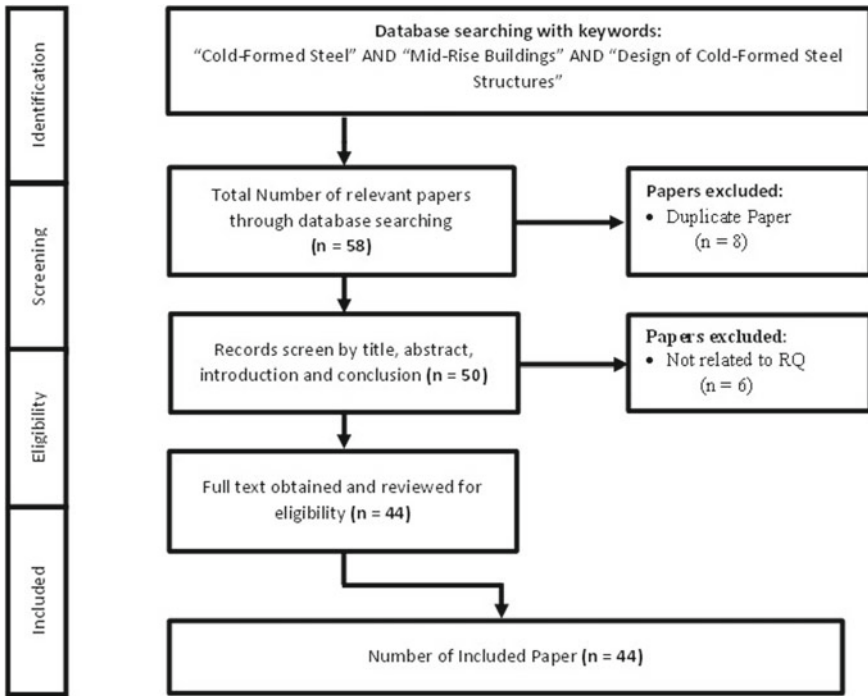 Identification
Database searching with keywords:
“Cold-Formed Steel” AND “Mid-Rise Buildings” AND “Design of Cold-Formed Steel
Structures”
Screening
Total Number of relevant papers
through database searching
(n = 58)
Papers excluded:
• Duplicate Paper
(n = 8)
Records screen by title, abstract,
introduction and conclusion (n = 50)
Papers excluded:
• Not related to RQ
(n = 6)
Eligibility
Full text obtained and reviewed for
eligibility (n = 44)
Included
Number of Included Paper (n = 44)